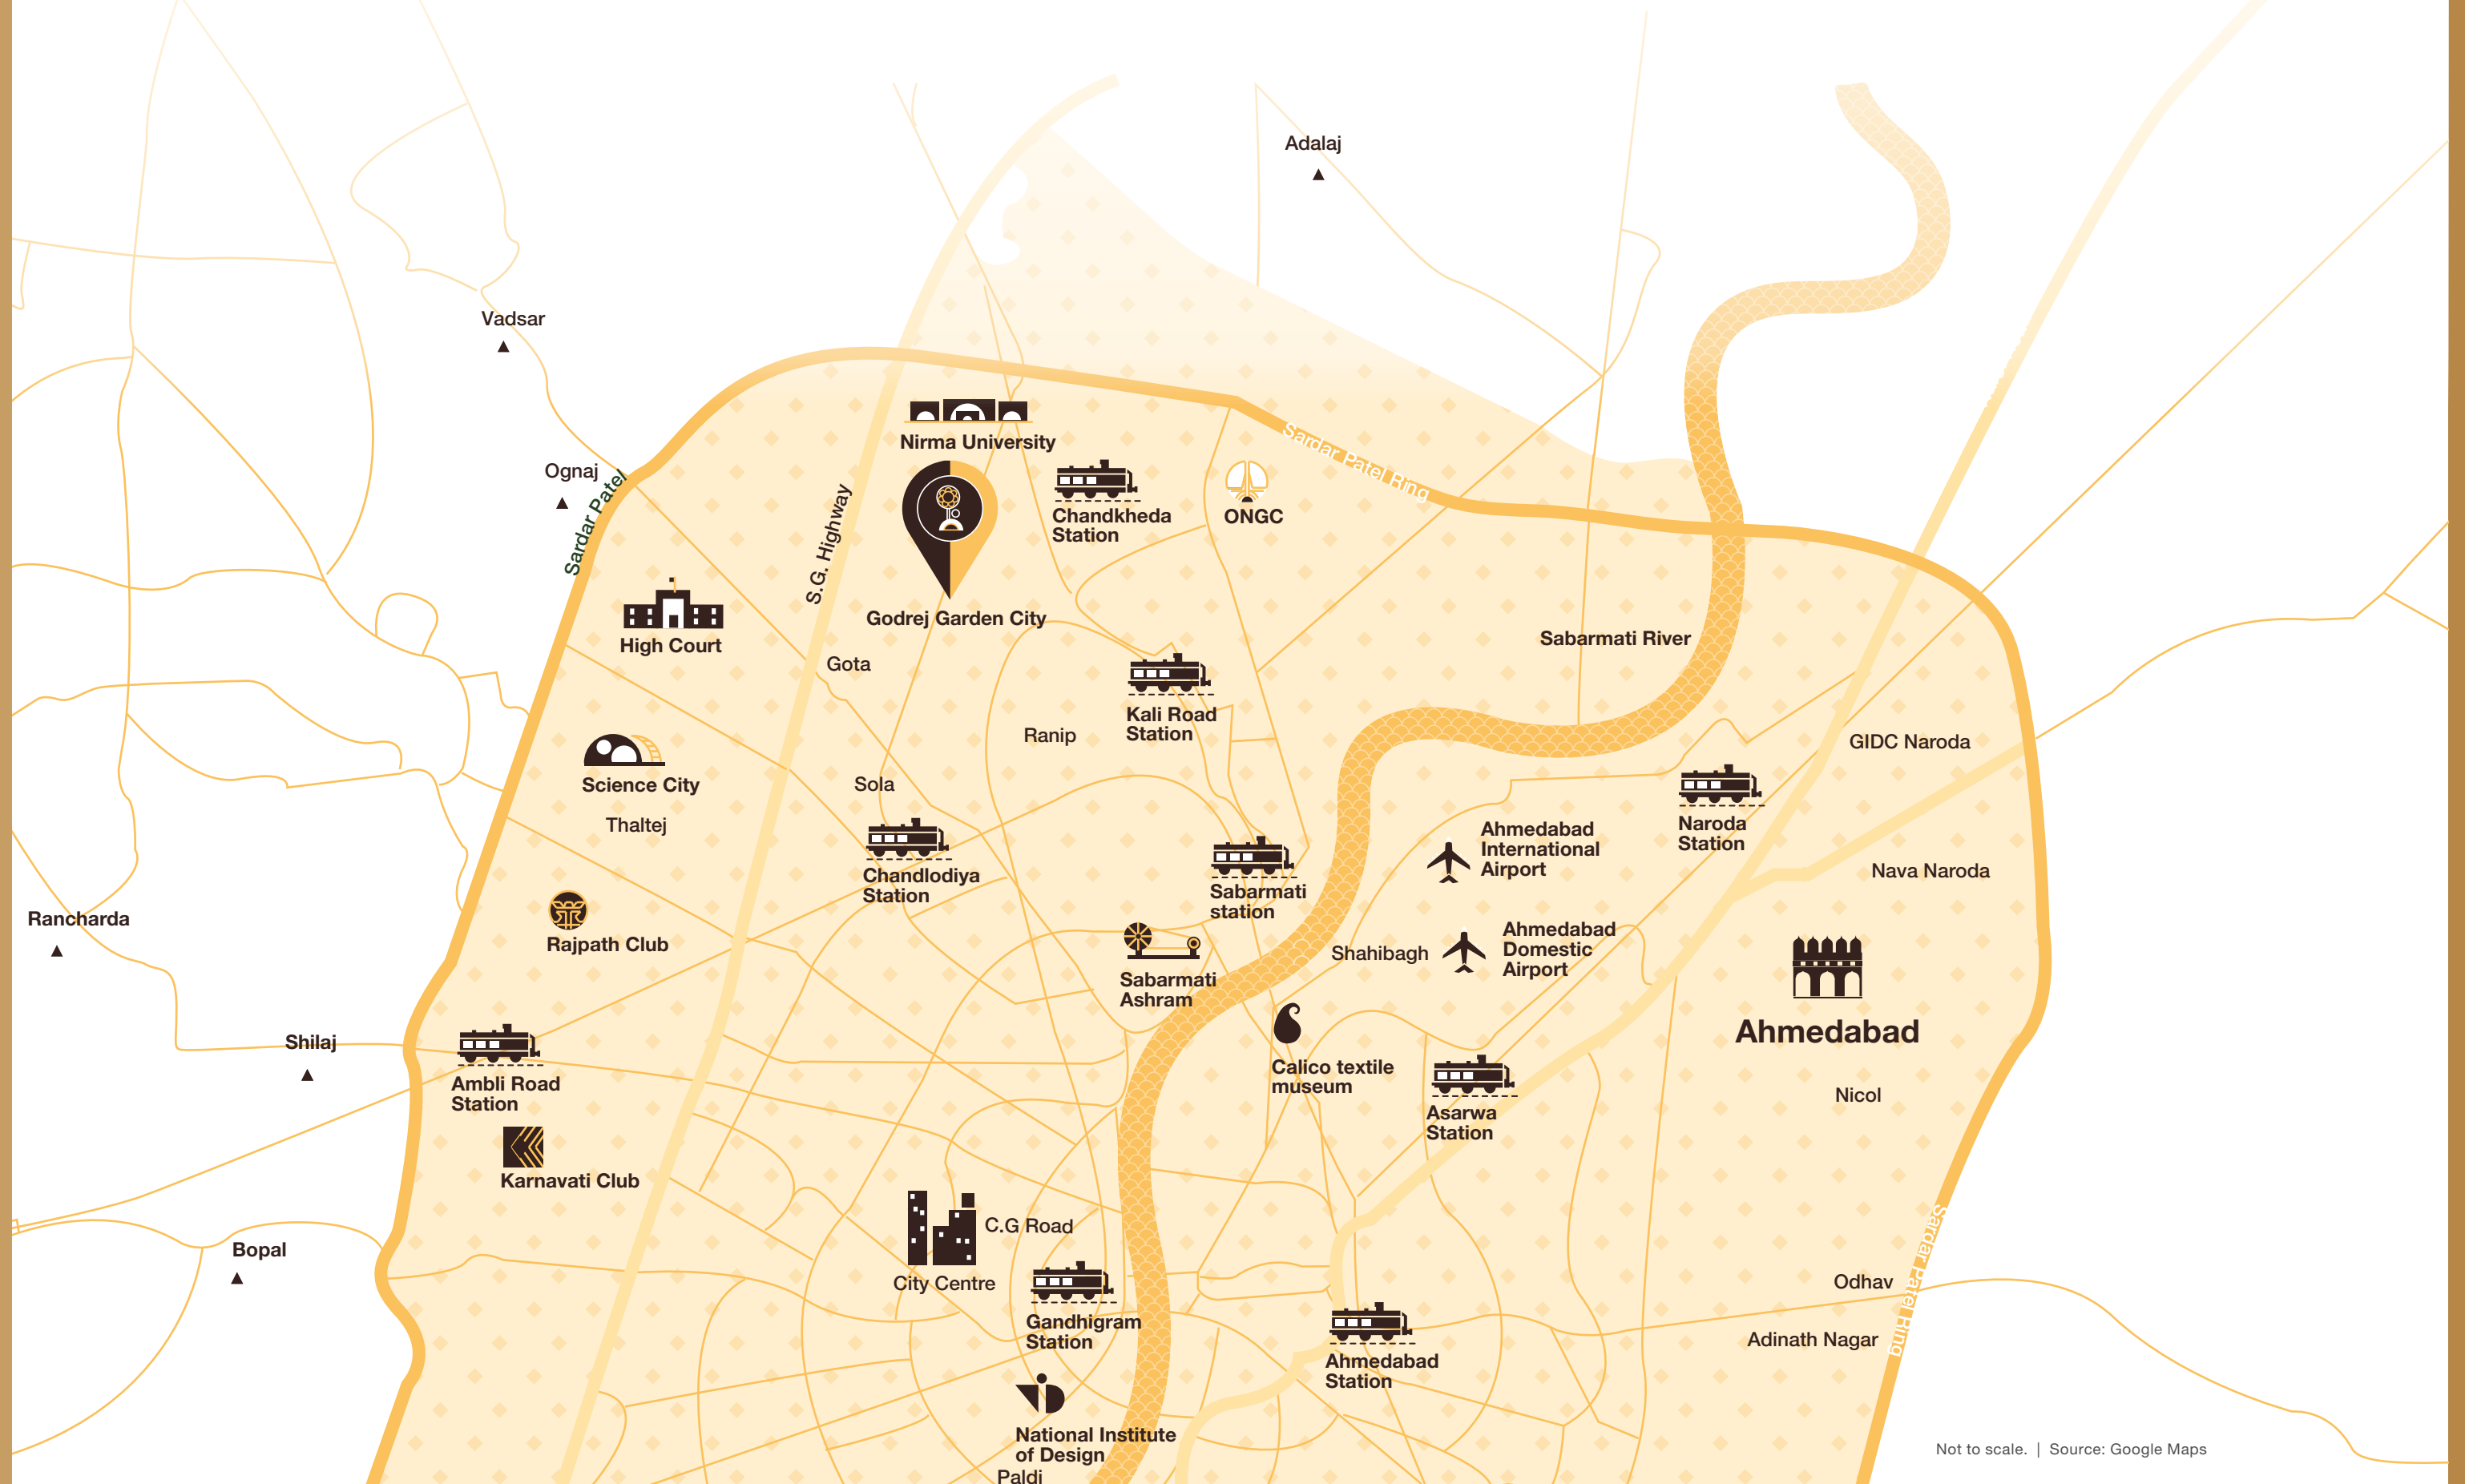 Adalaj
Vadsar
Ognaj
Sardar Patel
S.G. Highway
Nirma University
Chandkheda
Station
ONGC
Sardar Patel Ring
Godrej Garden City
High Court
Gota
Sabarmati River
Kali Road
Station
Ranip
GIDC Naroda
Science City
Thaltej
Sola
Chandlodiya
Station
Sabarmati
station
Ahmedabad
International
Airport
Naroda
Station
Nava Naroda
Rancharda
Rajpath Club
Sabarmati
Ashram
Shahibagh
Ahmedabad
Domestic
Airport
Ahmedabad
Shilaj
Ambli Road
Station
Calico textile
museum
Asarwa
Station
Nicol
Karnavati Club
Bopal
C.G Road
City Centre
Gandhigram
Station
Ahmedabad
Station
Odhav
Adinath Nagar
Sardar Patel Ring
National Institute
of Design
Paldi
Not to scale. | Source: Google Maps